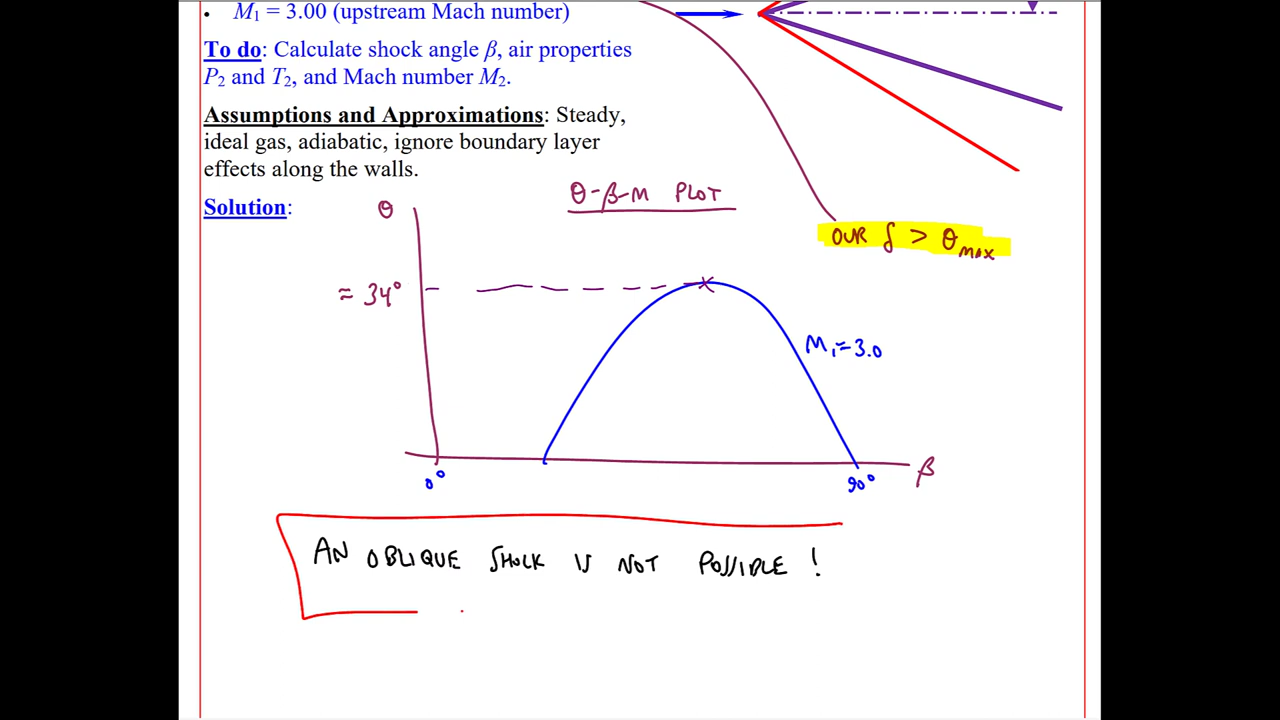 • M₁ = 3.00 (upstream Mach number)
To do: Calculate shock angle β, air properties
P₂ and T₂, and Mach number M₂.
Assumptions and Approximations: Steady,
ideal gas, adiabatic, ignore boundary layer
effects along the walls.
Solution:
θ
θ-β-M PLOT
OUR δ > θMAX
≈ 34°
M₁=3.0
0°
90°
β
AN OBLIQUE SHOCK IS NOT POSSIBLE !